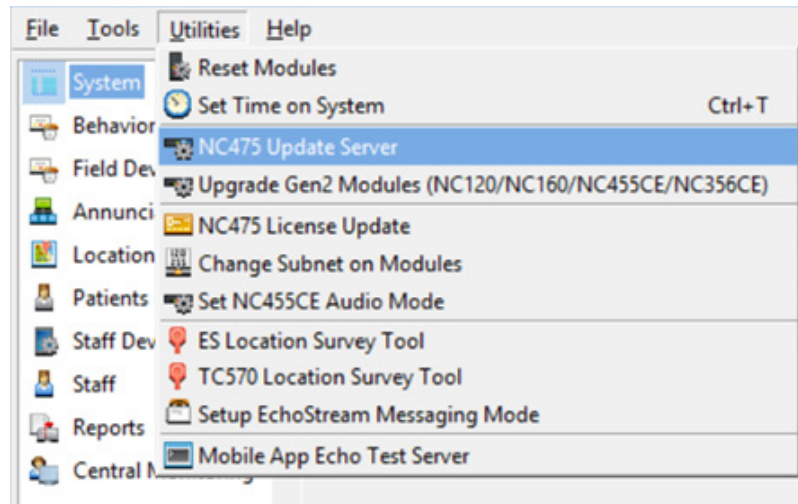 File Tools Utilities Help
System
Behavior
Field Dev
Annunci
Location
Patients
Staff Dev
Staff
Reports
Central
Reset Modules
Set Time on System Ctrl+T
NC475 Update Server
Upgrade Gen2 Modules (NC120/NC160/NC455CE/NC356CE)
NC475 License Update
Change Subnet on Modules
Set NC455CE Audio Mode
ES Location Survey Tool
TC570 Location Survey Tool
Setup EchoStream Messaging Mode
Mobile App Echo Test Server